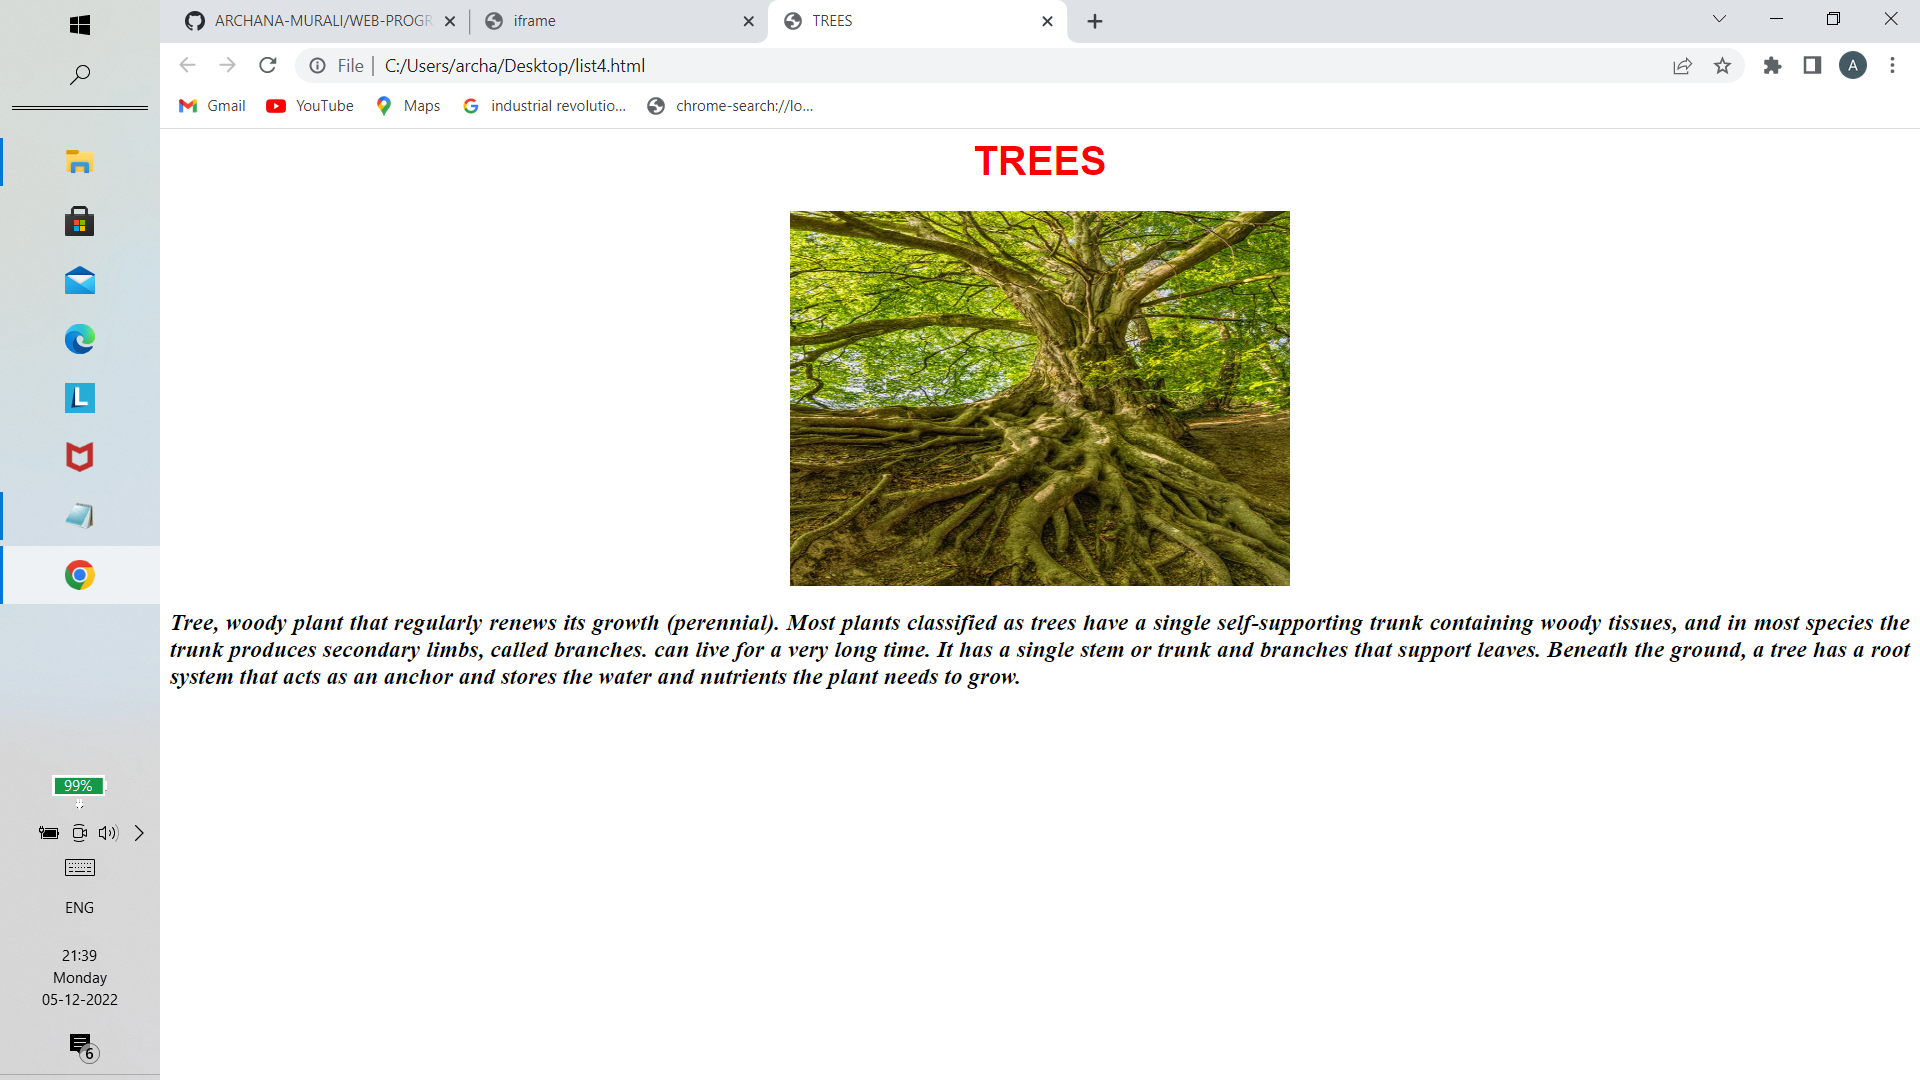 ARCHANA-MURALI/WEB-PROGR
iframe
TREES
File
C:/Users/archa/Desktop/list4.html
A
Gmail
YouTube
Maps
industrial revolutio...
chrome-search://lo...
TREES
Tree, woody plant that regularly renews its growth (perennial). Most plants classified as trees have a single self-supporting trunk containing woody tissues, and in most species the
trunk produces secondary limbs, called branches. can live for a very long time. It has a single stem or trunk and branches that support leaves. Beneath the ground, a tree has a root
system that acts as an anchor and stores the water and nutrients the plant needs to grow.
L
99%
ENG
21:39
Monday
05-12-2022
6